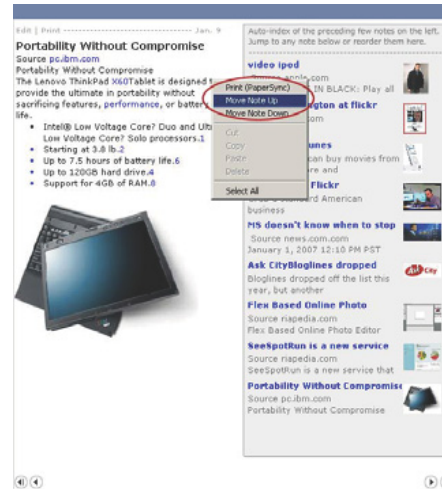 Edit | Print Jan. 9
Portability Without Compromise
Source pc.ibm.com
Portability Without Compromise
The Lenovo ThinkPad X60Tablet is designed t
provide the ultimate in portability without
sacrificing features, performance, or batter
life.
• Intel® Low Voltage Core? Duo and Ult
Low Voltage Core? Solo processors.1
• Starting at 3.8 lb.2
• Up to 7.5 hours of battery life.6
• Up to 120GB hard drive.4
• Support for 4GB of RAM.8
Auto-index of the preceding few notes on the left.
Jump to any note below or reorder them here.
video ipod
Source apple.com
IN BLACK: Play all
Print (PaperSync)
Move Note Up
Move Note Down
Cut
Copy
Paste
Delete
Select All
ngton at flickr
.com
unes
can buy movies from
re and
Flickr
ndard American
business
MS doesn't know when to stop
Source news.com.com
January 1, 2007 12:10 PM PST
Ask CityBloglines dropped
Bloglines dropped off the list this
year, but another
Ask City
Flex Based Online Photo
Source riapedia.com
Flex Based Online Photo Editor
SeeSpotRun is a new service
Source riapedia.com
SeeSpotRun is a new service that
Portability Without Compromise
Source pc.ibm.com
Portability Without Compromise